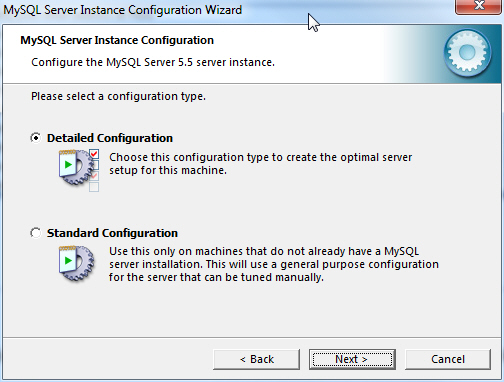 MySQL Server Instance Configuration Wizard
MySQL Server Instance Configuration
Configure the MySQL Server 5.5 server instance.
Please select a configuration type.
Detailed Configuration
Choose this configuration type to create the optimal server
setup for this machine.
Standard Configuration
Use this only on machines that do not already have a MySQL
server installation. This will use a general purpose configuration
for the server that can be tuned manually.
< Back
Next >
Cancel